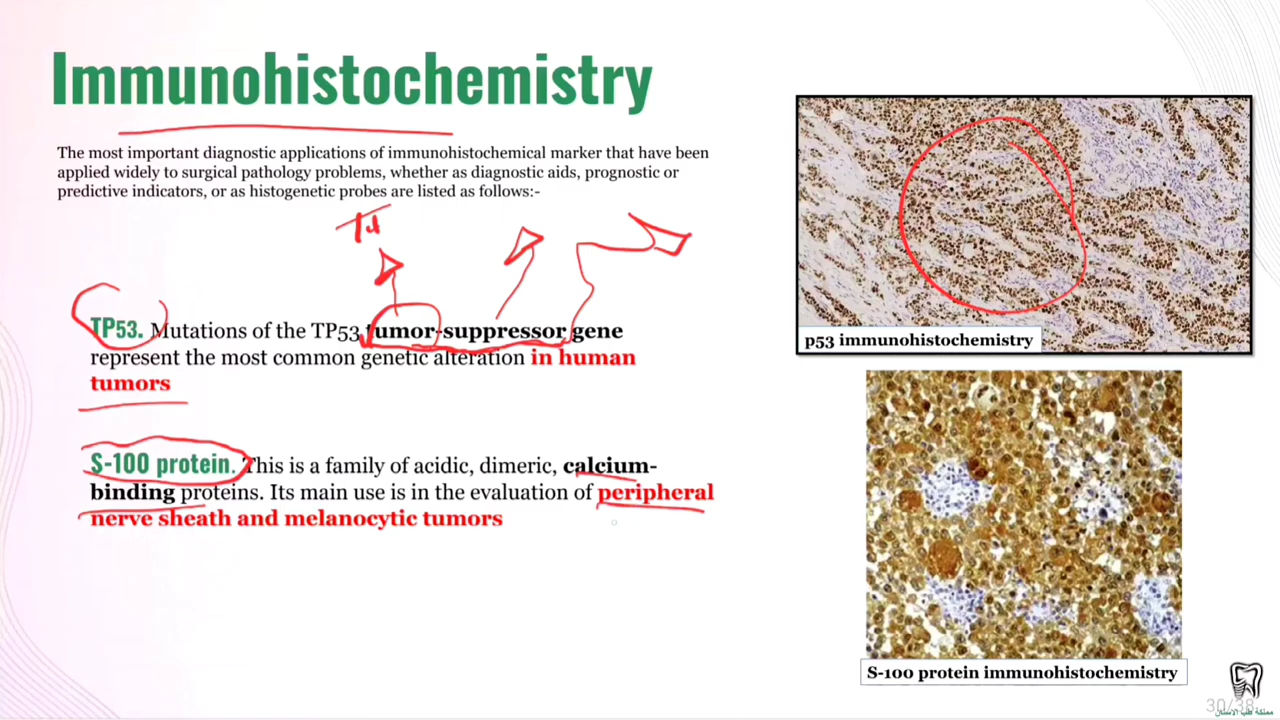 Immunohistochemistry
The most important diagnostic applications of immunohistochemical marker that have been
applied widely to surgical pathology problems, whether as diagnostic aids, prognostic or
predictive indicators, or as histogenetic probes are listed as follows:-
TP53. Mutations of the TP53 tumor-suppressor gene
represent the most common genetic alteration in human
tumors
S-100 protein. This is a family of acidic, dimeric, calcium-
binding proteins. Its main use is in the evaluation of peripheral
nerve sheath and melanocytic tumors
p53 immunohistochemistry
S-100 protein immunohistochemistry
30/38
مملكة طب الاسنان